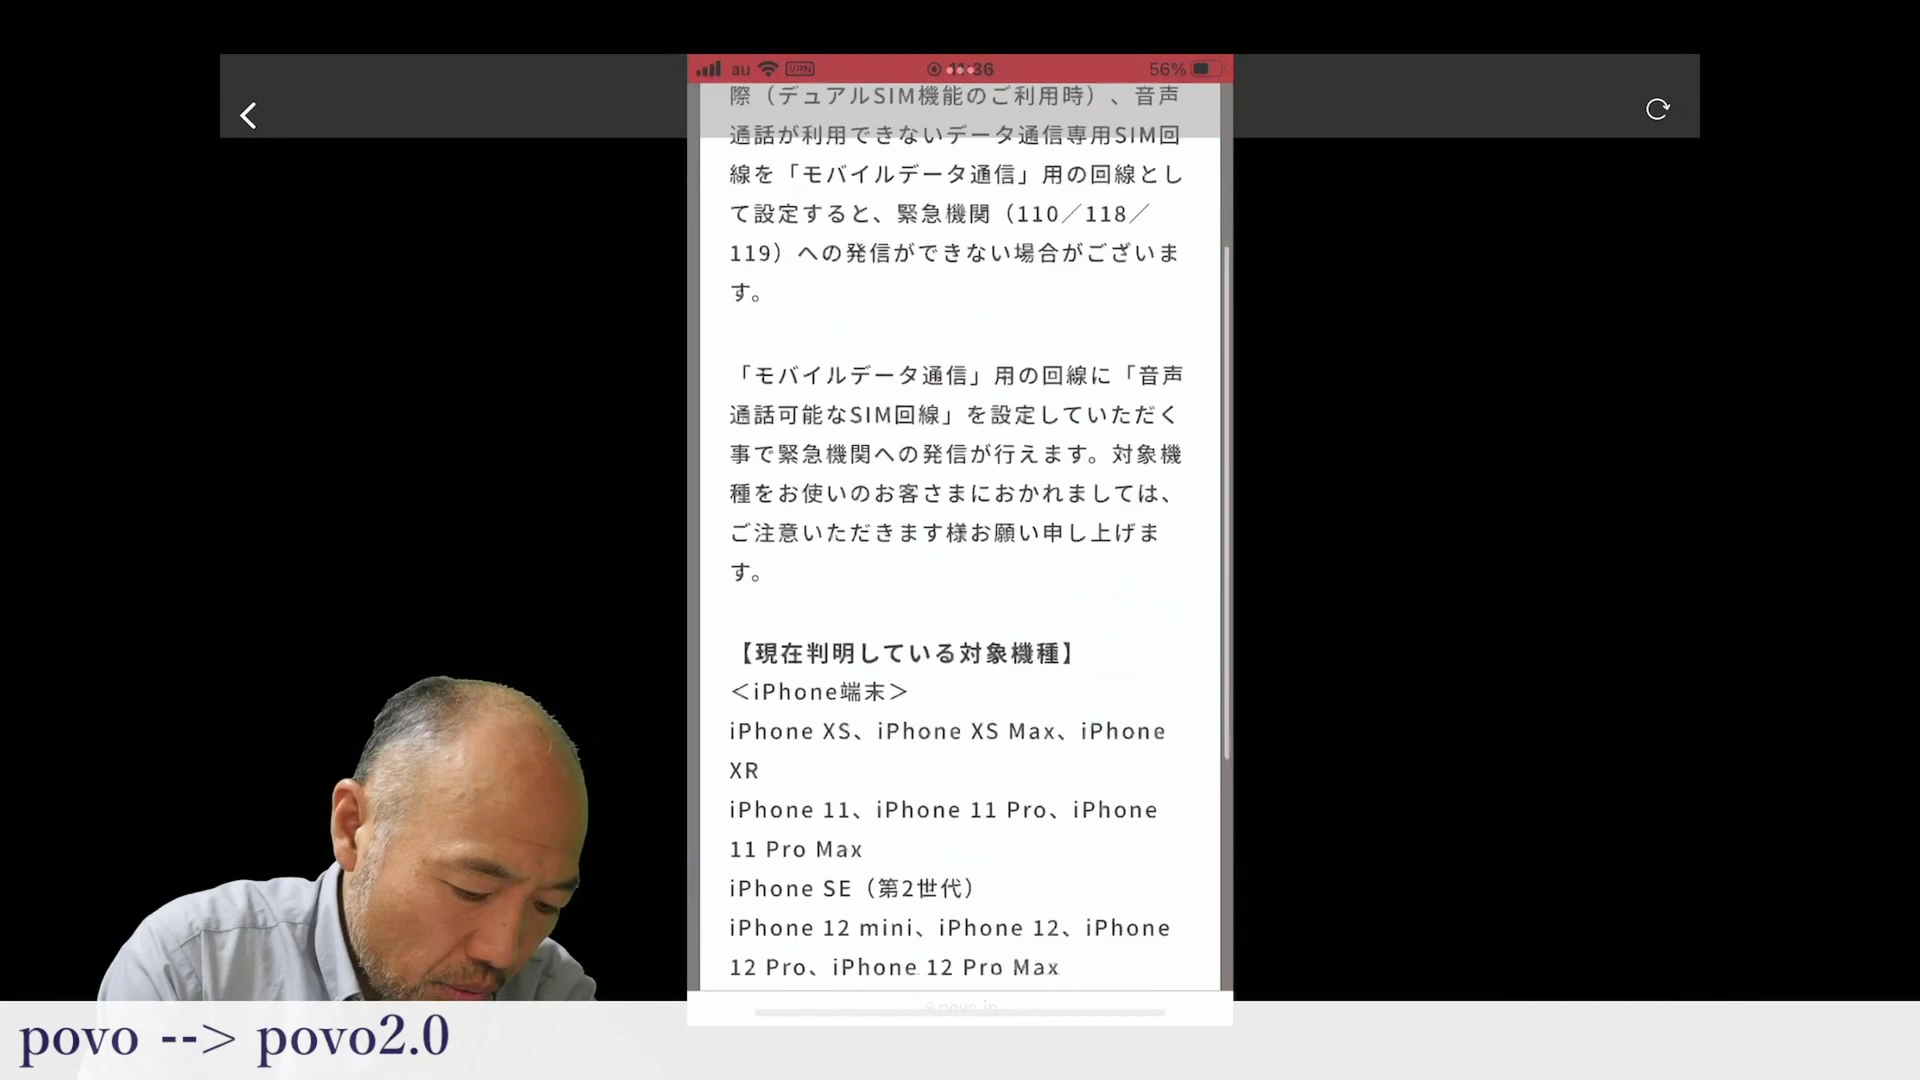 au VPN 11:36 56%
際（デュアルSIM機能のご利用時）、音声
通話が利用できないデータ通信専用SIM回
線を「モバイルデータ通信」用の回線とし
て設定すると、緊急機関（110／118／
119）への発信ができない場合がございま
す。
「モバイルデータ通信」用の回線に「音声
通話可能なSIM回線」を設定していただく
事で緊急機関への発信が行えます。対象機
種をお使いのお客さまにおかれましては、
ご注意いただきます様お願い申し上げま
す。
【現在判明している対象機種】
＜iPhone端末＞
iPhone XS、iPhone XS Max、iPhone
XR
iPhone 11、iPhone 11 Pro、iPhone
11 Pro Max
iPhone SE（第2世代）
iPhone 12 mini、iPhone 12、iPhone
12 Pro、iPhone 12 Pro Max
povo.jp
povo --> povo2.0